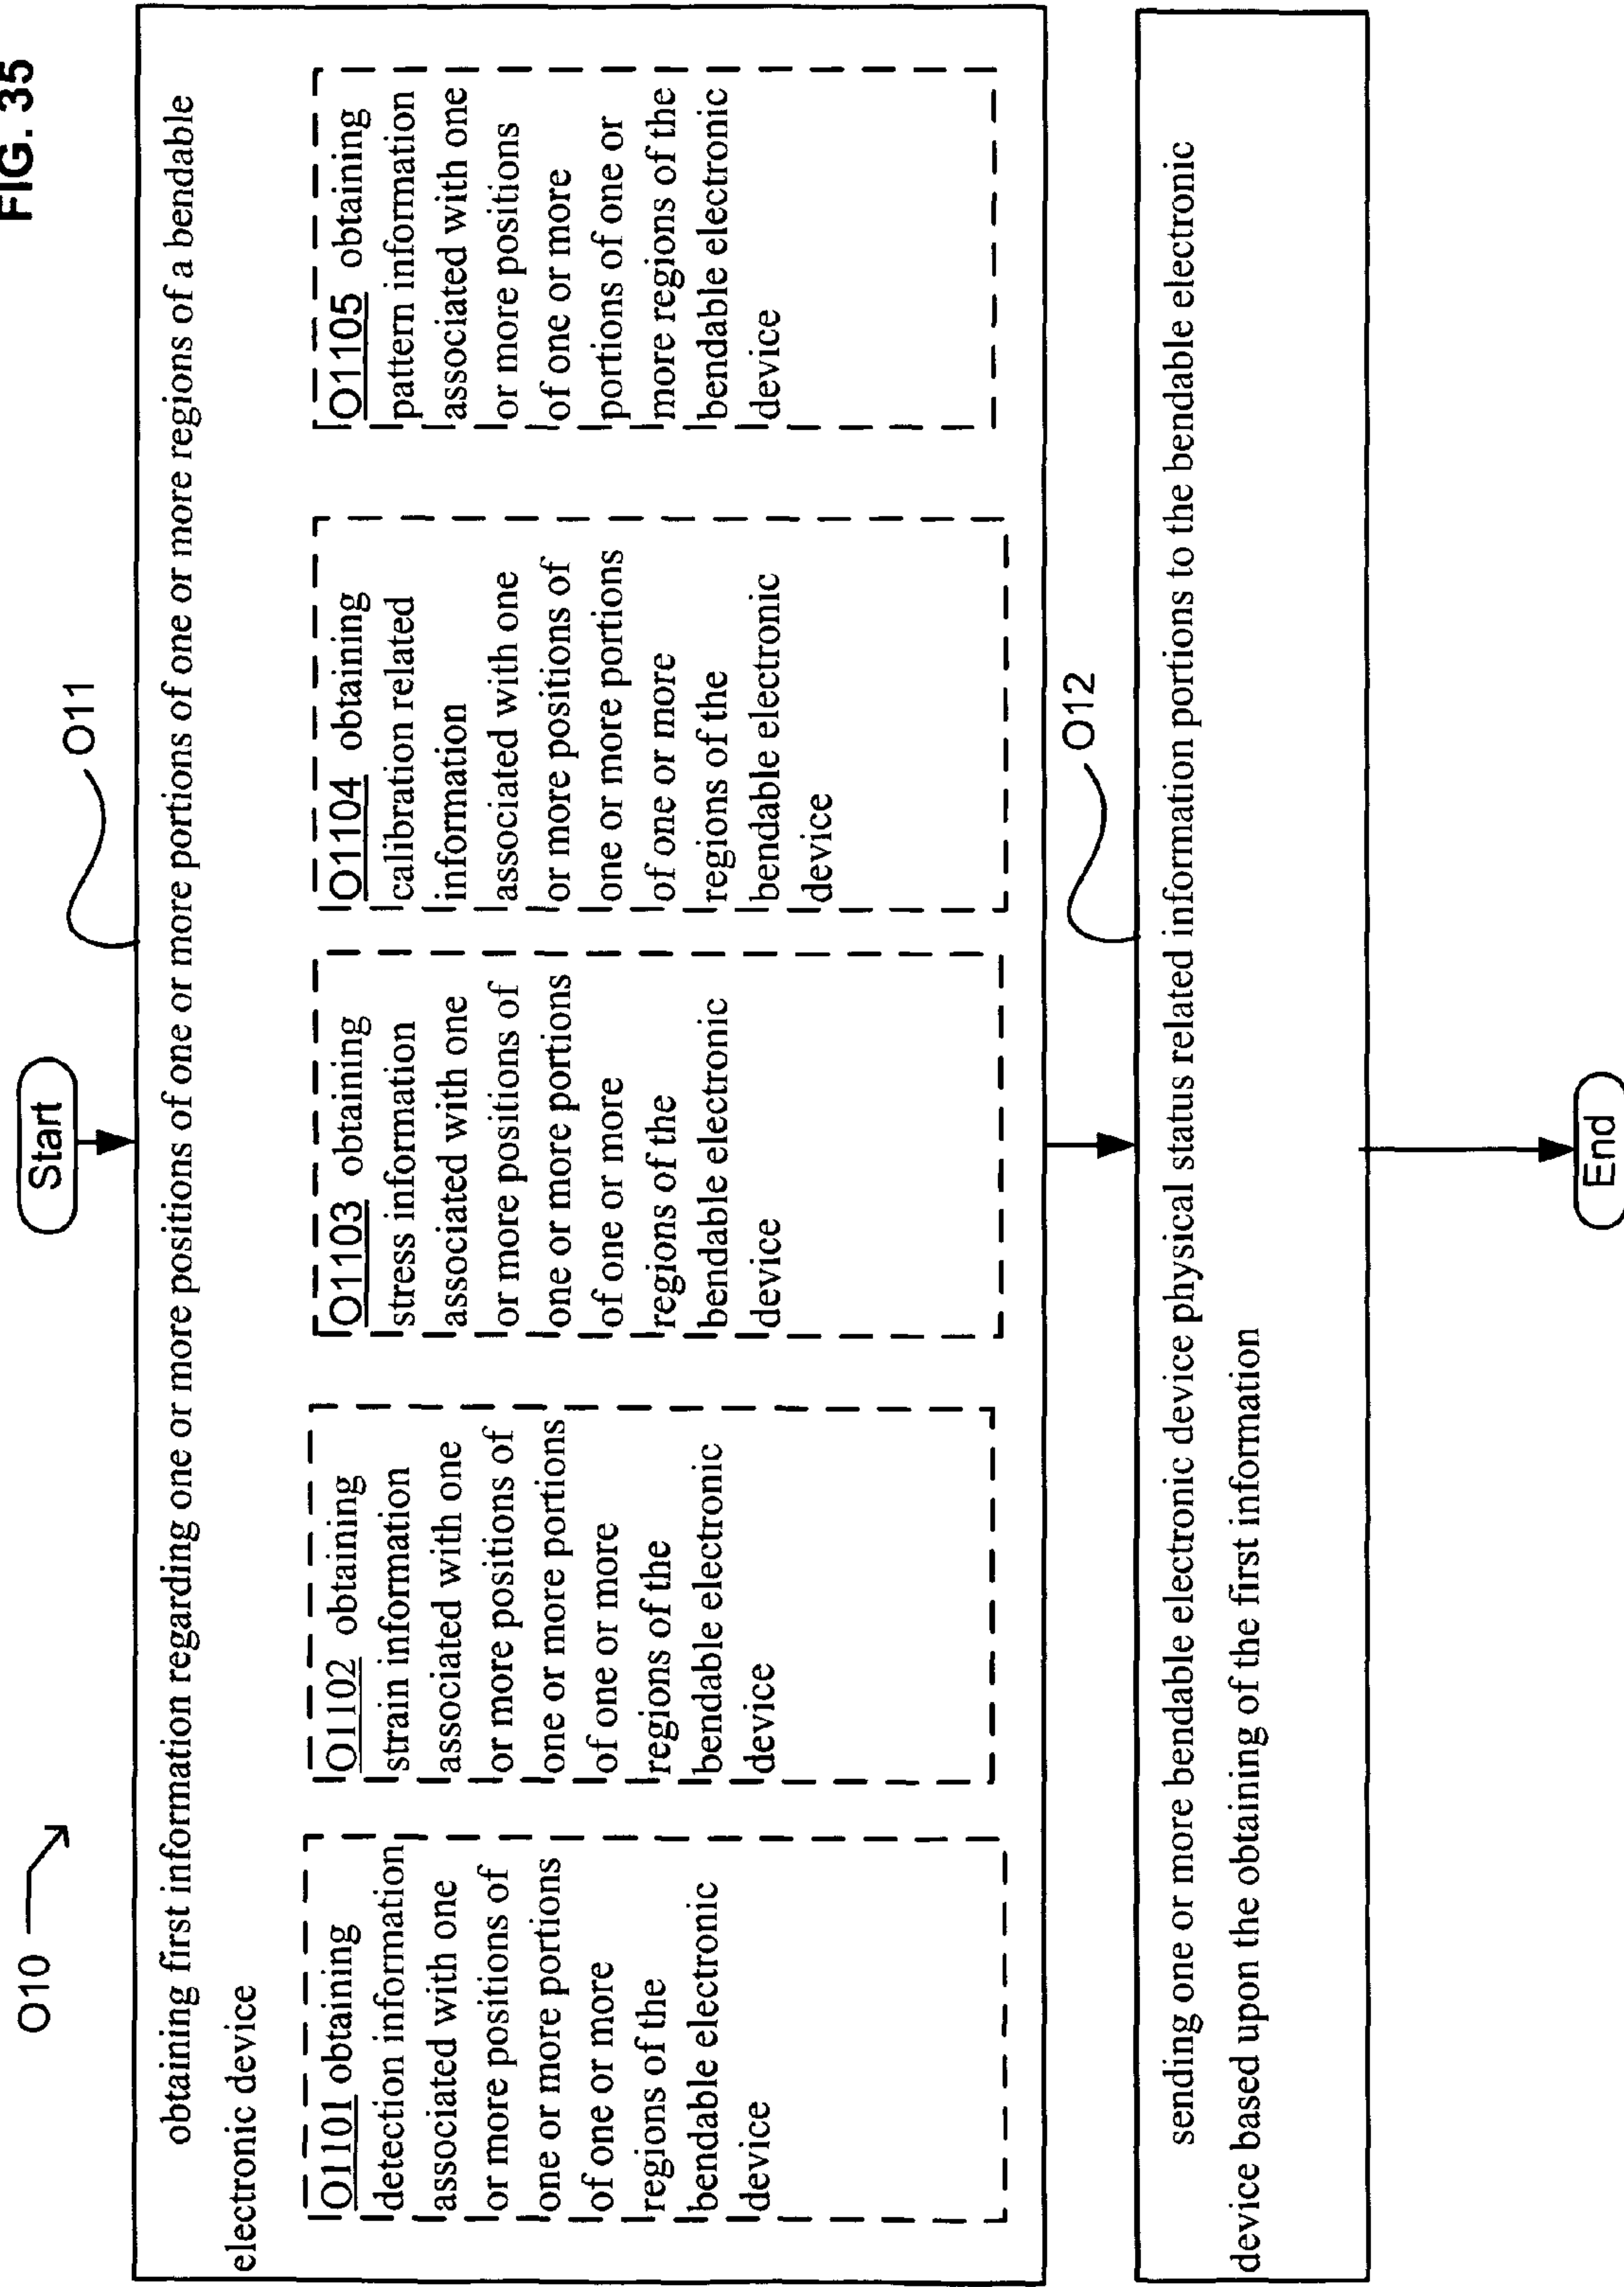 FIG. 35
O10
Start
O11
obtaining first information regarding one or more positions of one or more portions of one or more regions of a bendable
electronic device
O1101 obtaining
detection information
associated with one
or more positions of
one or more portions
of one or more
regions of the
bendable electronic
device
O1102 obtaining
strain information
associated with one
or more positions of
one or more portions
of one or more
regions of the
bendable electronic
device
O1103 obtaining
stress information
associated with one
or more positions of
one or more portions
of one or more
regions of the
bendable electronic
device
O1104 obtaining
calibration related
information
associated with one
or more positions of
one or more portions
of one or more
regions of the
bendable electronic
device
O1105 obtaining
pattern information
associated with one
or more positions
of one or more
portions of one or
more regions of the
bendable electronic
device
O12
sending one or more bendable electronic device physical status related information portions to the bendable electronic
device based upon the obtaining of the first information
End